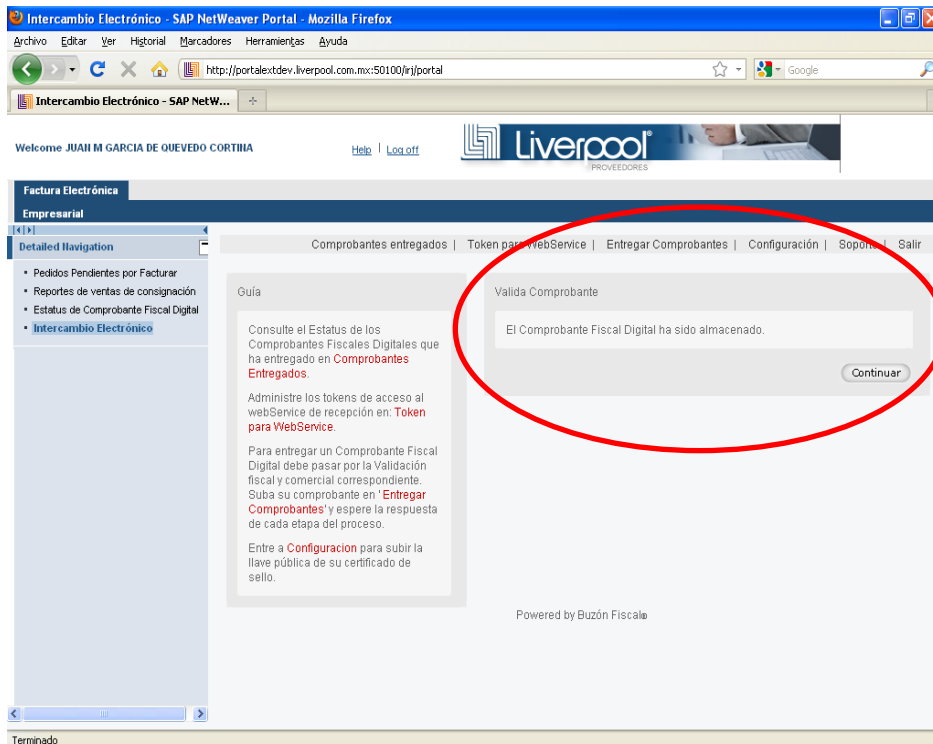 Intercambio Electrónico - SAP NetWeaver Portal - Mozilla Firefox
Archivo Editar Ver Historial Marcadores Herramientas Ayuda
http://portalextdev.liverpool.com.mx:50100/irj/portal
Google
Intercambio Electrónico - SAP NetW...
Welcome JUAN M GARCIA DE QUEVEDO CORTINA
Help | Log off
Liverpool
PROVEEDORES
Factura Electrónica
Empresarial
Detailed Navigation
Comprobantes entregados | Token para WebService | Entregar Comprobantes | Configuración | Soporte | Salir
• Pedidos Pendientes por Facturar
• Reportes de ventas de consignación
• Estatus de Comprobante Fiscal Digital
• Intercambio Electrónico
Guía
Consulte el Estatus de los
Comprobantes Fiscales Digitales que
ha entregado en Comprobantes
Entregados.
Administre los tokens de acceso al
webService de recepción en: Token
para WebService.
Para entregar un Comprobante Fiscal
Digital debe pasar por la Validación
fiscal y comercial correspondiente.
Suba su comprobante en 'Entregar
Comprobantes' y espere la respuesta
de cada etapa del proceso.
Entre a Configuracion para subir la
llave pública de su certificado de
sello.
Valida Comprobante
El Comprobante Fiscal Digital ha sido almacenado.
Continuar
Powered by Buzón Fiscal®
Terminado